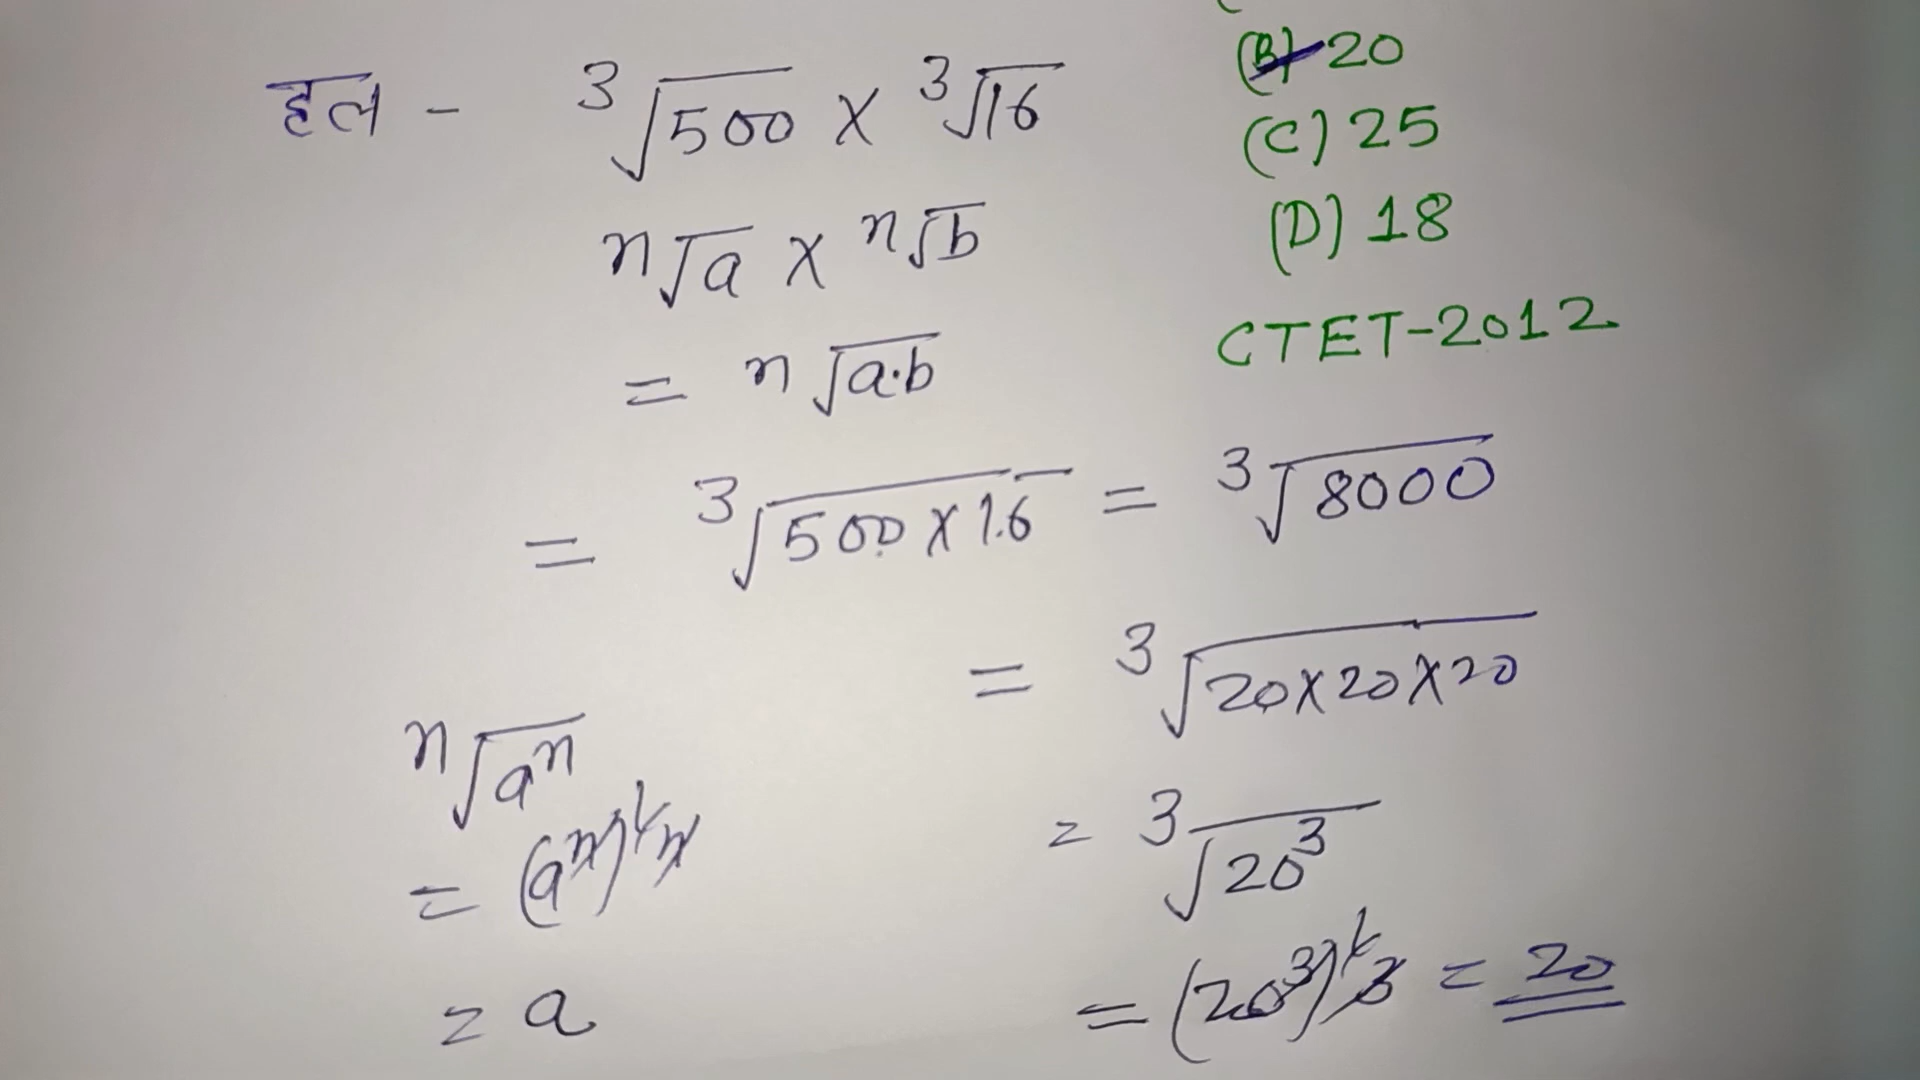 हल - ³√500 × ³√16
(B) 20
(C) 25
ⁿ√a × ⁿ√b
(D) 18
= ⁿ√a·b
CTET-2012
= ³√500×16 = ³√8000
= ³√20×20×20
ⁿ√aⁿ
= ³√20³
= (aⁿ)^1/n
= (20³)^1/3 = 20
= a